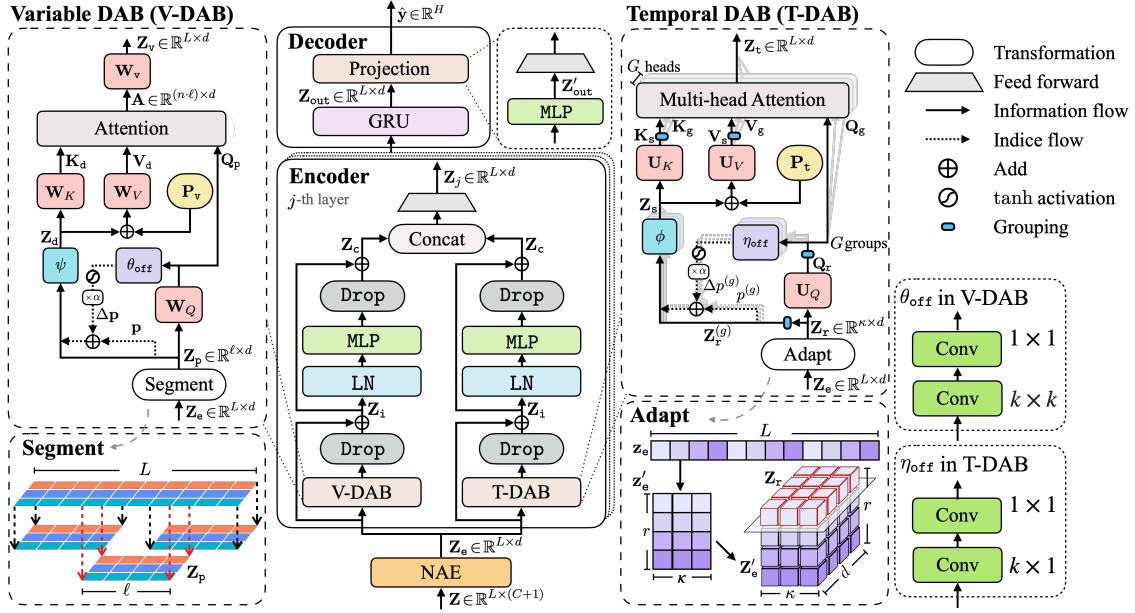 Variable DAB (V-DAB)
Z_v ∈ ℝ^{L×d}
W_v
A ∈ ℝ^{(n·ℓ)×d}
Attention
K_d
V_d
Q_p
W_K
W_V
P_v
Z_d
ψ
θ_off
×α
Δp
W_Q
p
Z_p ∈ ℝ^{ℓ×d}
Segment
Z_e ∈ ℝ^{L×d}
Segment
L
Z_p
ℓ
ŷ ∈ ℝ^H
Decoder
Projection
Z_out ∈ ℝ^{L×d}
GRU
Z'_out
MLP
Encoder
j-th layer
Z_j ∈ ℝ^{L×d}
Concat
Z_c
Z_c
Drop
Drop
MLP
MLP
LN
LN
Z_i
Z_i
Drop
Drop
V-DAB
T-DAB
Z_e ∈ ℝ^{L×d}
NAE
Z ∈ ℝ^{L×(C+1)}
Temporal DAB (T-DAB)
Z_t ∈ ℝ^{L×d}
G heads
Multi-head Attention
K_s
K_g
V_s
V_g
Q_g
U_K
U_V
P_t
Z_s
ϕ
η_off
G groups
×α
Q_r
Δp^{(g)}
p^{(g)}
U_Q
Z_r^{(g)}
Z_r ∈ ℝ^{κ×d}
Adapt
Z_e ∈ ℝ^{L×d}
Adapt
L
z_e
z'_e
Z_r
r
r
Z'_e
κ
κ
d
Transformation
Feed forward
Information flow
Indice flow
Add
tanh activation
Grouping
θ_off in V-DAB
Conv
1 × 1
Conv
k × k
η_off in T-DAB
Conv
1 × 1
Conv
k × 1